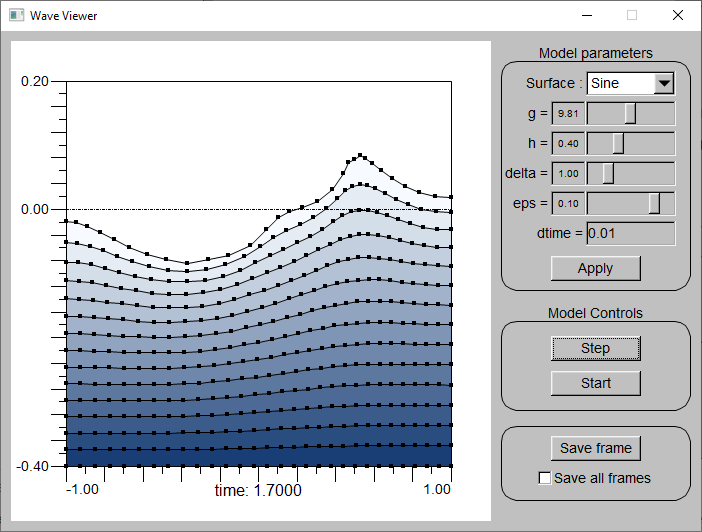 Wave Viewer
0.20
0.00
-0.40
-1.00
time: 1.7000
1.00
Model parameters
Surface : Sine
g = 9.81
h = 0.40
delta = 1.00
eps = 0.10
dtime = 0.01
Apply
Model Controls
Step
Start
Save frame
Save all frames